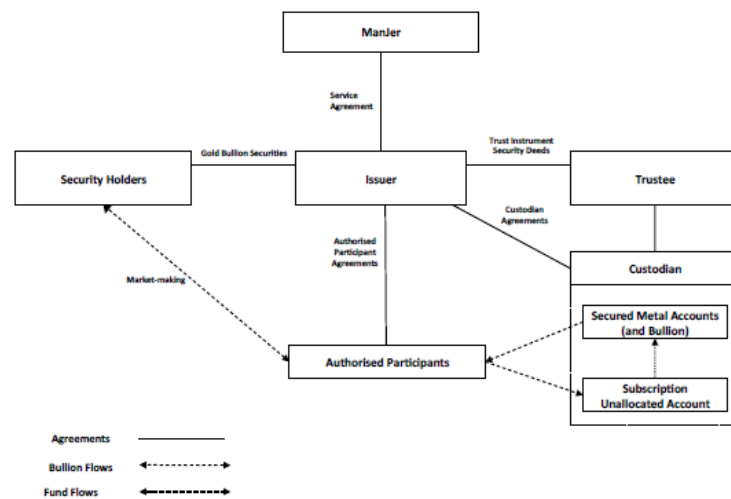 ManJer
Service
Agreement
Gold Bullion Securities
Trust Instrument
Security Deeds
Security Holders
Issuer
Trustee
Custodian
Agreements
Authorised
Participant
Agreements
Custodian
Market-making
Secured Metal Accounts
(and Bullion)
Authorised Participants
Subscription
Unallocated Account
Agreements
Bullion Flows
Fund Flows